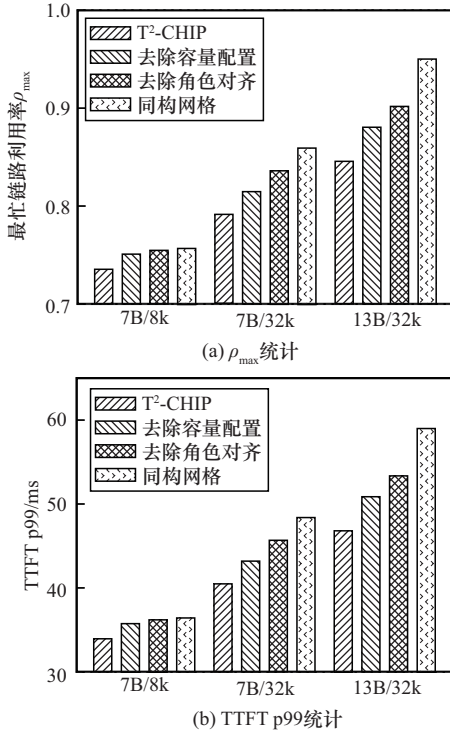 1.0
0.9
0.8
0.7
最忙链路利用率ρmax
T²-CHIP
去除容量配置
去除角色对齐
同构网格
7B/8k 7B/32k 13B/32k
(a) ρmax统计
60
50
40
30
TTFT p99/ms
T²-CHIP
去除容量配置
去除角色对齐
同构网格
7B/8k 7B/32k 13B/32k
(b) TTFT p99统计